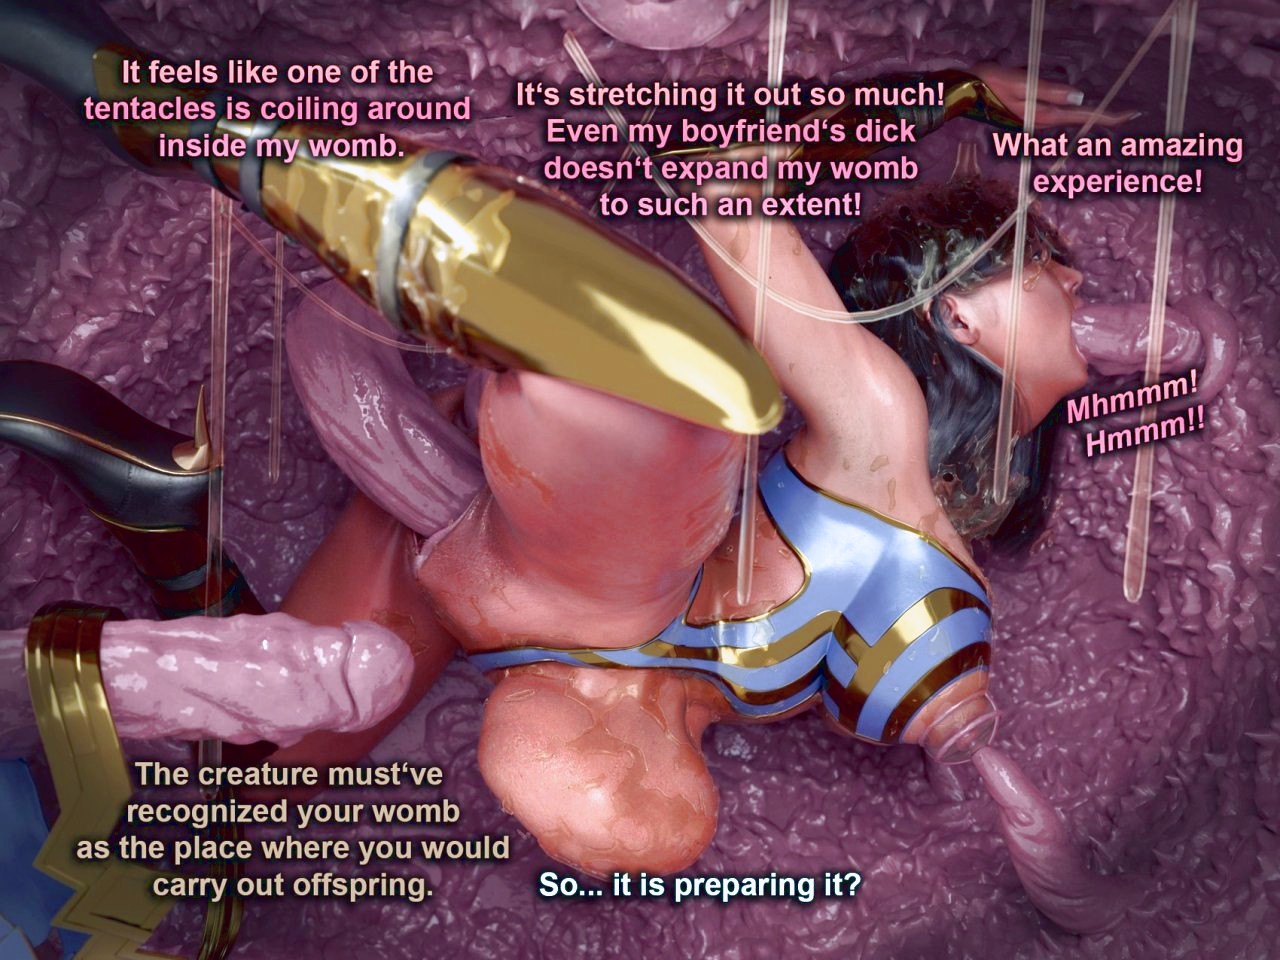 It feels like one of the
tentacles is coiling around
inside my womb.
It‘s stretching it out so much!
Even my boyfriend‘s dick
doesn‘t expand my womb
to such an extent!
What an amazing
experience!
Mhmmm!
Hmmm!!
The creature must‘ve
recognized your womb
as the place where you would
carry out offspring.
So... it is preparing it?